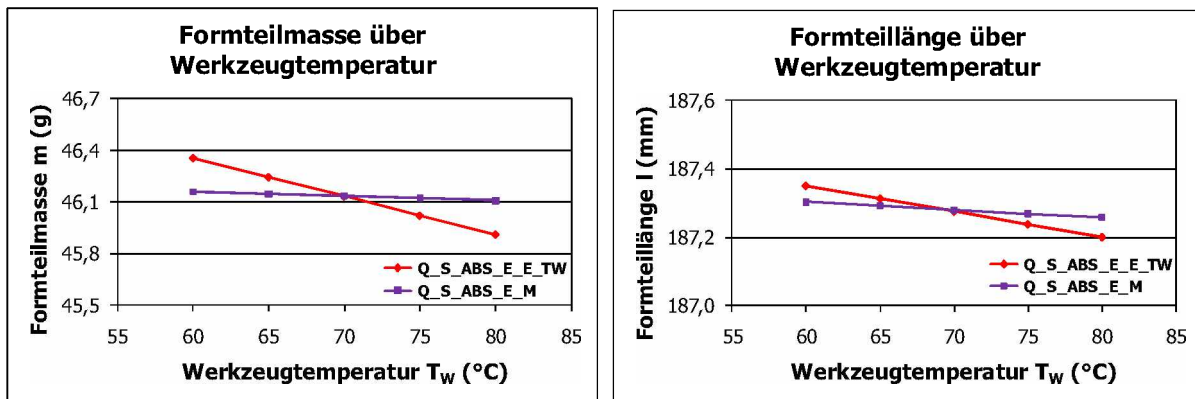 Formteilmasse über
Werkzeugtemperatur
Formteilmasse m (g)
46,7
46,4
46,1
45,8
45,5
Q_S_ABS_E_E_TW
Q_S_ABS_E_M
55 60 65 70 75 80 85
Werkzeugtemperatur TW (°C)
Formteillänge über
Werkzeugtemperatur
Formteillänge l (mm)
187,6
187,4
187,2
187,0
Q_S_ABS_E_E_TW
Q_S_ABS_E_M
55 60 65 70 75 80 85
Werkzeugtemperatur TW (°C)